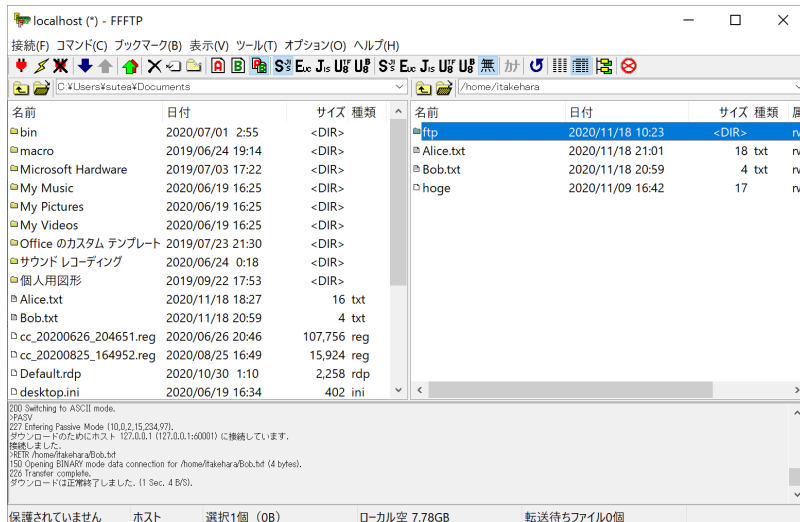 localhost (*) - FFFTP
接続(F) コマンド(C) ブックマーク(B) 表示(V) ツール(T) オプション(O) ヘルプ(H)
無 カナ
C:¥Users¥sutea¥Documents
/home/itakehara
名前 日付 サイズ 種類
bin 2020/07/01 2:55 <DIR>
macro 2019/06/24 19:14 <DIR>
Microsoft Hardware 2019/07/03 17:22 <DIR>
My Music 2020/06/19 16:25 <DIR>
My Pictures 2020/06/19 16:25 <DIR>
My Videos 2020/06/19 16:25 <DIR>
Office のカスタム テンプレート 2019/07/23 21:30 <DIR>
サウンド レコーディング 2020/06/24 0:18 <DIR>
個人用図形 2019/09/22 17:53 <DIR>
Alice.txt 2020/11/18 18:27 16 txt
Bob.txt 2020/11/18 20:59 4 txt
cc_20200626_204651.reg 2020/06/26 20:46 107,756 reg
cc_20200825_164952.reg 2020/08/25 16:49 15,924 reg
Default.rdp 2020/10/30 1:10 2,258 rdp
desktop.ini 2020/06/19 16:34 402 ini
名前 日付 サイズ 種類
ftp 2020/11/18 10:23 <DIR>
Alice.txt 2020/11/18 21:01 18 txt
Bob.txt 2020/11/18 20:59 4 txt
hoge 2020/11/09 16:42 17
200 Switching to ASCII mode.
>PASV
227 Entering Passive Mode (10,0,2,15,234,97).
ダウンロードのためにホスト 127.0.0.1 (127.0.0.1:60001) に接続しています.
接続しました.
>RETR /home/itakehara/Bob.txt
150 Opening BINARY mode data connection for /home/itakehara/Bob.txt (4 bytes).
226 Transfer complete.
ダウンロードは正常終了しました. (1 Sec. 4 B/S).
保護されていません ホスト 選択1個 (0B) ローカル空 7.78GB 転送待ちファイル0個